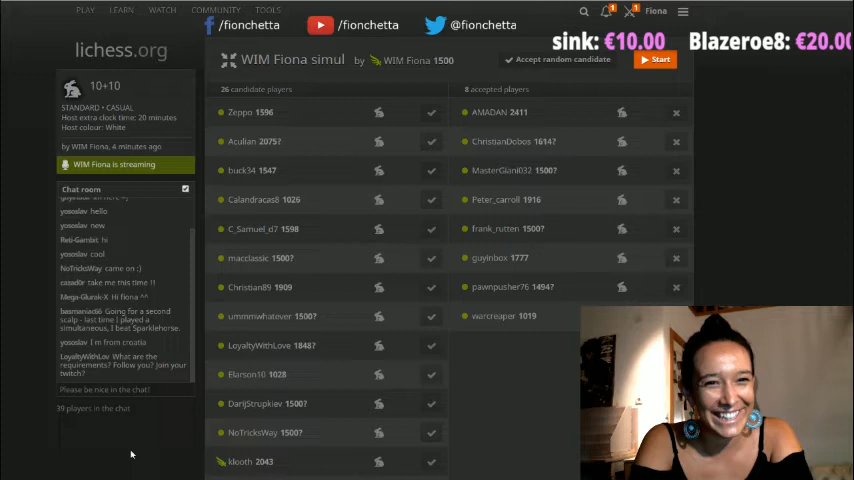 PLAY LEARN WATCH COMMUNITY TOOLS
1 1 Fiona
/fionchetta /fionchetta @fionchetta
sink: €10.00 Blazeroe8: €20.00
lichess.org
WIM Fiona simul by WIM Fiona 1500
Accept random candidate
Start
10+10
STANDARD • CASUAL
Host extra clock time: 20 minutes
Host colour: White
by WIM Fiona, 4 minutes ago
WIM Fiona is streaming
Chat room
yososlav hello
yososlav new
Reti-Gambit hi
yososlav cool
NoTricksWay came on ;)
take me this time !!
Mega-Glurak-X Hi fiona ^^
Going for a second
scalp - last time I played a
simultaneous, I beat Sparklehorse.
yososlav I m from croatia
LoyaltyWithLov What are the
requirements? Follow you? Join your
twitch?
Please be nice in the chat!
39 players in the chat
26 candidate players
Zeppo 1596
Aculian 2075?
buck34 1547
Calandracas8 1026
C_Samuel_d7 1598
macclassic 1500?
Christian89 1909
ummmwhatever 1500?
LoyaltyWithLove 1848?
Elarson10 1028
DarijStrupkiev 1500?
NoTricksWay 1500?
klooth 2043
8 accepted players
AMADAN 2411
ChristianDobos 1614?
MasterGiani032 1500?
Peter_carroll 1916
frank_rutten 1500?
guyinbox 1777
pawnpusher76 1494?
warcreaper 1019